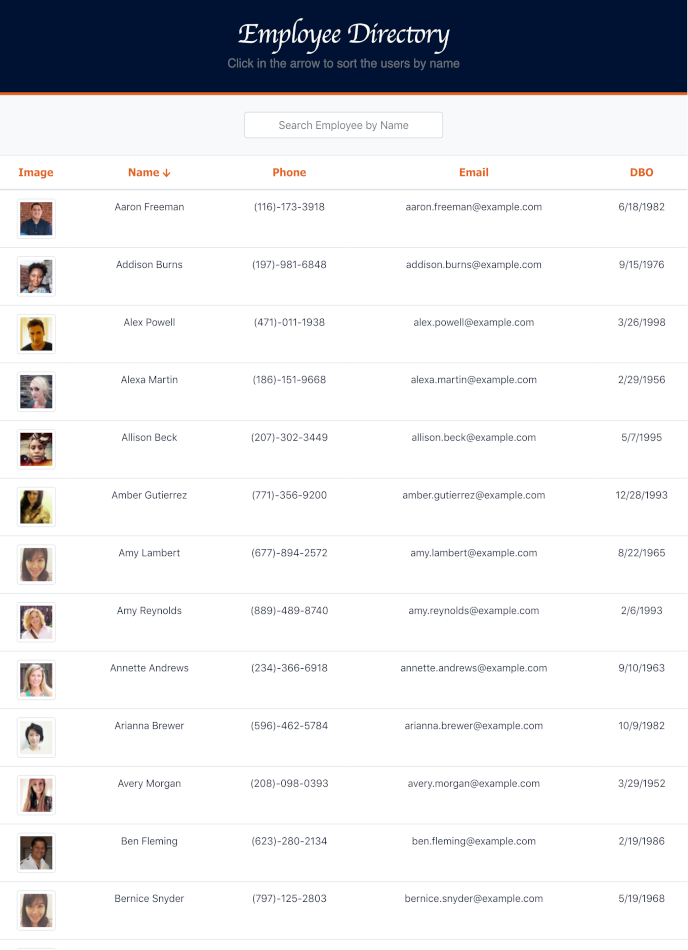 Employee Directory
Click in the arrow to sort the users by name
Search Employee by Name
Image Name ↓ Phone Email DBO
Aaron Freeman (116)-173-3918 aaron.freeman@example.com 6/18/1982
Addison Burns (197)-981-6848 addison.burns@example.com 9/15/1976
Alex Powell (471)-011-1938 alex.powell@example.com 3/26/1998
Alexa Martin (186)-151-9668 alexa.martin@example.com 2/29/1956
Allison Beck (207)-302-3449 allison.beck@example.com 5/7/1995
Amber Gutierrez (771)-356-9200 amber.gutierrez@example.com 12/28/1993
Amy Lambert (677)-894-2572 amy.lambert@example.com 8/22/1965
Amy Reynolds (889)-489-8740 amy.reynolds@example.com 2/6/1993
Annette Andrews (234)-366-6918 annette.andrews@example.com 9/10/1963
Arianna Brewer (596)-462-5784 arianna.brewer@example.com 10/9/1982
Avery Morgan (208)-098-0393 avery.morgan@example.com 3/29/1952
Ben Fleming (623)-280-2134 ben.fleming@example.com 2/19/1986
Bernice Snyder (797)-125-2803 bernice.snyder@example.com 5/19/1968